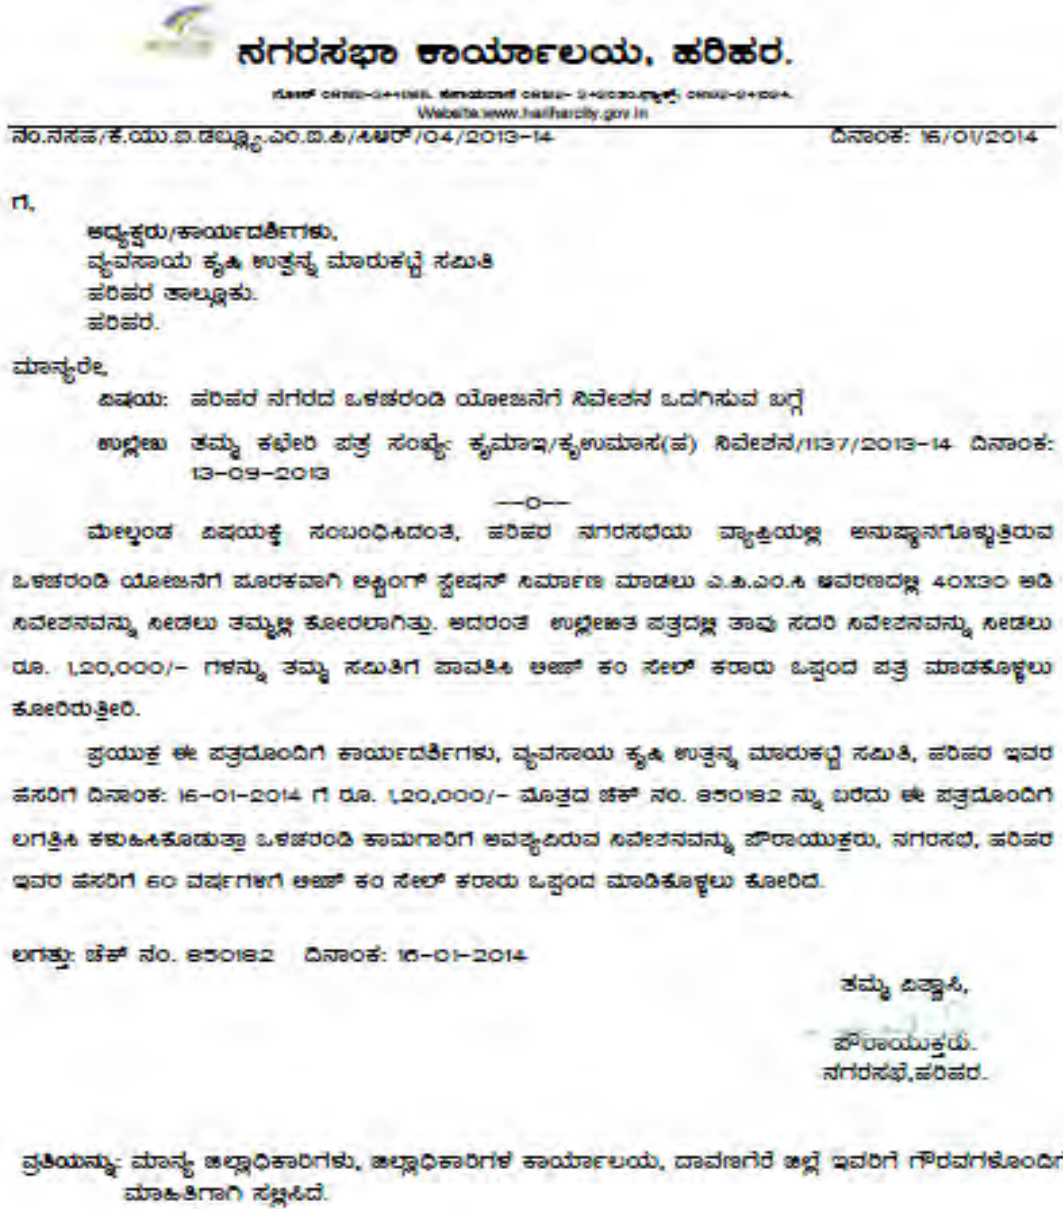 ನಗರಸಭಾ ಕಾರ್ಯಾಲಯ, ಹರಿಹರ.
Website:www.hariharcity.gov.in
ನಂ.ನಸಹ/ಕೆ.ಯು.ಐ.ಡಬ್ಲ್ಯೂ.ಎಂ.ಐ.ಪಿ/ಸಿಆರ್/04/2013-14 ದಿನಾಂಕ: 16/01/2014
ಗೆ,
ಅಧ್ಯಕ್ಷರು/ಕಾರ್ಯದರ್ಶಿಗಳು,
ವ್ಯವಸಾಯ ಕೃಷಿ ಉತ್ಪನ್ನ ಮಾರುಕಟ್ಟೆ ಸಮಿತಿ
ಹರಿಹರ ತಾಲ್ಲೂಕು.
ಹರಿಹರ.
ಮಾನ್ಯರೇ,
ವಿಷಯ: ಹರಿಹರ ನಗರದ ಒಳಚರಂಡಿ ಯೋಜನೆಗೆ ನಿವೇಶನ ಒದಗಿಸುವ ಬಗ್ಗೆ
ಉಲ್ಲೇಖ ತಮ್ಮ ಕಛೇರಿ ಪತ್ರ ಸಂಖ್ಯೆ: ಕೃಮಾಇ/ಕೃಉಮಾಸ(ಹ) ನಿವೇಶನ/1137/2013-14 ದಿನಾಂಕ:
13-09-2013
--0--
ಮೇಲ್ಕಂಡ ವಿಷಯಕ್ಕೆ ಸಂಬಂಧಿಸಿದಂತೆ, ಹರಿಹರ ನಗರಸಭೆಯ ವ್ಯಾಪ್ತಿಯಲ್ಲಿ ಅನುಷ್ಠಾನಗೊಳ್ಳುತ್ತಿರುವ
ಒಳಚರಂಡಿ ಯೋಜನೆಗೆ ಪೂರಕವಾಗಿ ಲಿಫ್ಟಿಂಗ್ ಸ್ಟೇಷನ್ ನಿರ್ಮಾಣ ಮಾಡಲು ಎ.ಪಿ.ಎಂ.ಸಿ ಆವರಣದಲ್ಲಿ 40X30 ಅಡಿ
ನಿವೇಶನವನ್ನು ನೀಡಲು ತಮ್ಮಲ್ಲಿ ಕೋರಲಾಗಿತ್ತು. ಅದರಂತೆ ಉಲ್ಲೇಖಿತ ಪತ್ರದಲ್ಲಿ ತಾವು ಸದರಿ ನಿವೇಶನವನ್ನು ನೀಡಲು
ರೂ. 1,20,000/- ಗಳನ್ನು ತಮ್ಮ ಸಮಿತಿಗೆ ಪಾವತಿಸಿ ಲೀಜ್ ಕಂ ಸೇಲ್ ಕರಾರು ಒಪ್ಪಂದ ಪತ್ರ ಮಾಡಕೊಳ್ಳಲು
ಕೋರಿರುತ್ತೀರಿ.
ಪ್ರಯುಕ್ತ ಈ ಪತ್ರದೊಂದಿಗೆ ಕಾರ್ಯದರ್ಶಿಗಳು, ವ್ಯವಸಾಯ ಕೃಷಿ ಉತ್ಪನ್ನ ಮಾರುಕಟ್ಟೆ ಸಮಿತಿ, ಹರಿಹರ ಇವರ
ಹೆಸರಿಗೆ ದಿನಾಂಕ: 16-01-2014 ಗೆ ರೂ. 1,20,000/- ಮೊತ್ತದ ಚೆಕ್ ನಂ. 850182 ನ್ನು ಬರೆದು ಈ ಪತ್ರದೊಂದಿಗೆ
ಲಗತ್ತಿಸಿ ಕಳುಹಿಸಿಕೊಡುತ್ತಾ ಒಳಚರಂಡಿ ಕಾಮಗಾರಿಗೆ ಅವಶ್ಯವಿರುವ ನಿವೇಶನವನ್ನು ಪೌರಾಯುಕ್ತರು, ನಗರಸಭೆ, ಹರಿಹರ
ಇವರ ಹೆಸರಿಗೆ 60 ವರ್ಷಗಳಿಗೆ ಲೀಜ್ ಕಂ ಸೇಲ್ ಕರಾರು ಒಪ್ಪಂದ ಮಾಡಿಕೊಳ್ಳಲು ಕೋರಿದೆ.
ಲಗತ್ತು: ಚೆಕ್ ನಂ. 850182 ದಿನಾಂಕ: 16-01-2014
ತಮ್ಮ ವಿಶ್ವಾಸಿ,
ಪೌರಾಯುಕ್ತರು.
ನಗರಸಭೆ,ಹರಿಹರ.
ಪ್ರತಿಯನ್ನು: ಮಾನ್ಯ ಜಿಲ್ಲಾಧಿಕಾರಿಗಳು, ಜಿಲ್ಲಾಧಿಕಾರಿಗಳ ಕಾರ್ಯಾಲಯ, ದಾವಣಗೆರೆ ಜಿಲ್ಲೆ ಇವರಿಗೆ ಗೌರವಗಳೊಂದಿಗೆ
ಮಾಹಿತಿಗಾಗಿ ಸಲ್ಲಿಸಿದೆ.